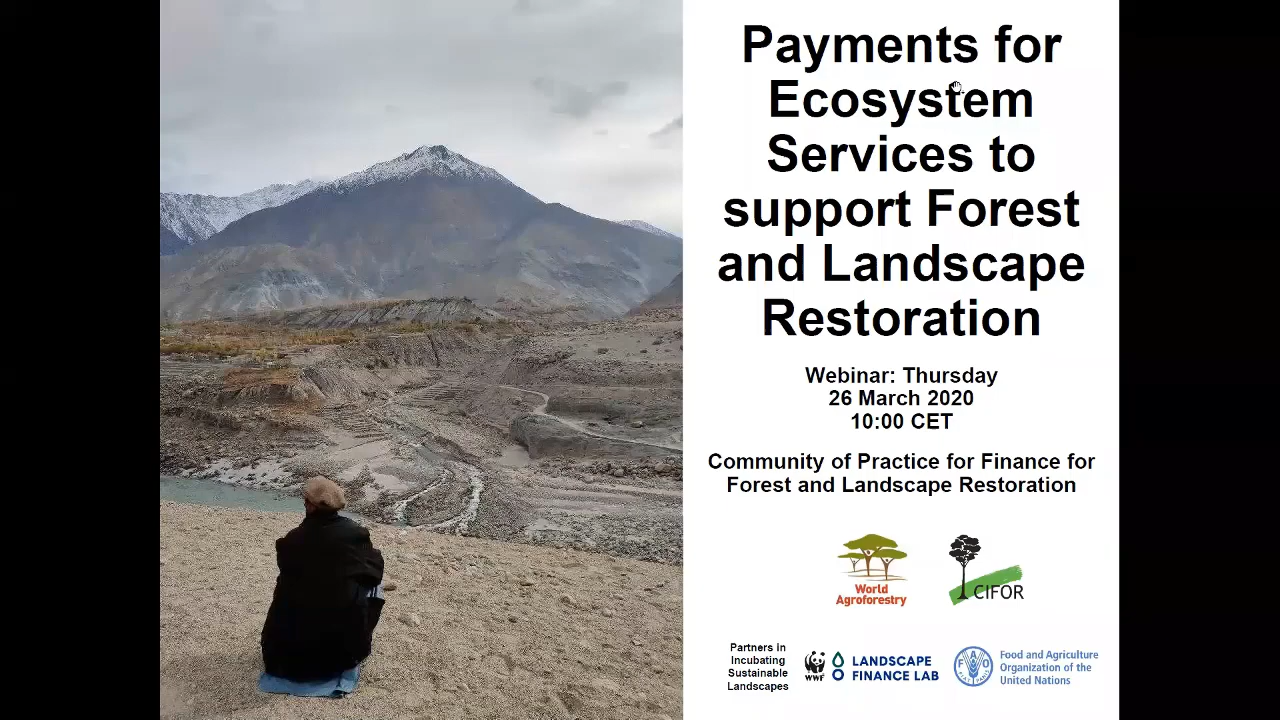 Payments for
Ecosystem
Services to
support Forest
and Landscape
Restoration
Webinar: Thursday
26 March 2020
10:00 CET
Community of Practice for Finance for
Forest and Landscape Restoration
World
Agroforestry
CIFOR
Partners in
Incubating
Sustainable
Landscapes
WWF
LANDSCAPE
FINANCE LAB
FAO
Food and Agriculture
Organization of the
United Nations